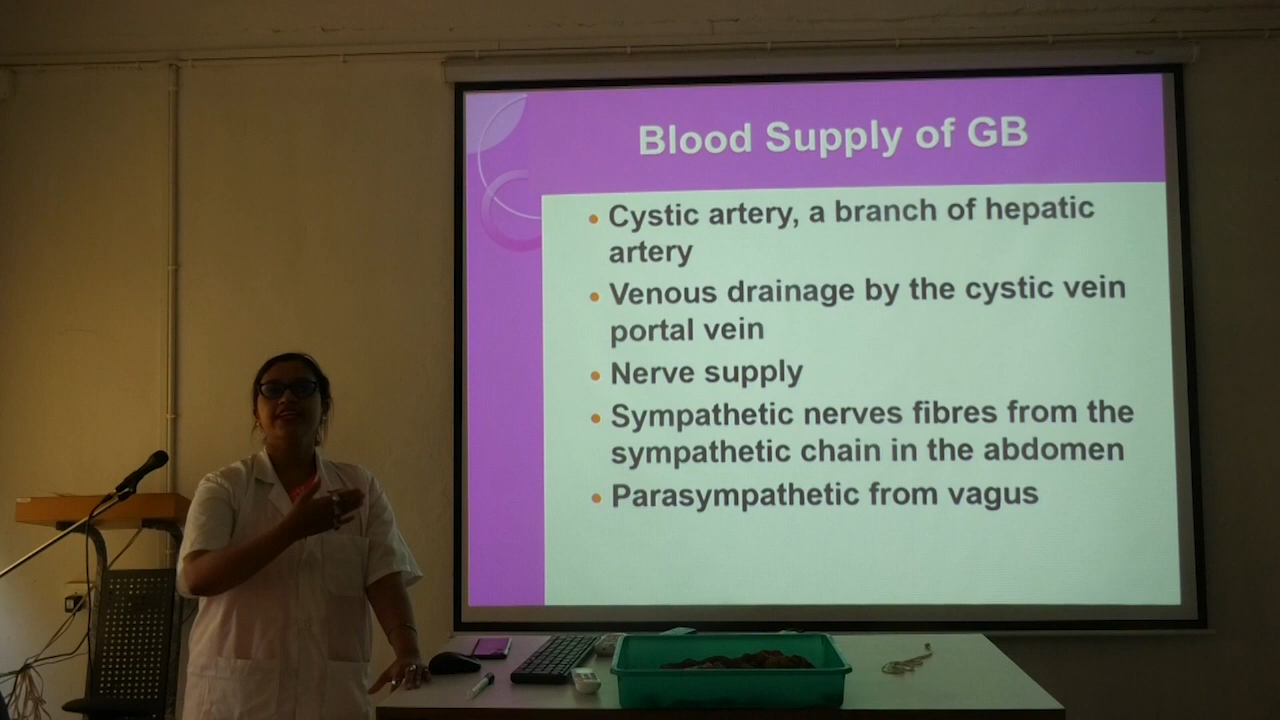 Blood Supply of GB
Cystic artery, a branch of hepatic
artery
Venous drainage by the cystic vein
portal vein
Nerve supply
Sympathetic nerves fibres from the
sympathetic chain in the abdomen
Parasympathetic from vagus